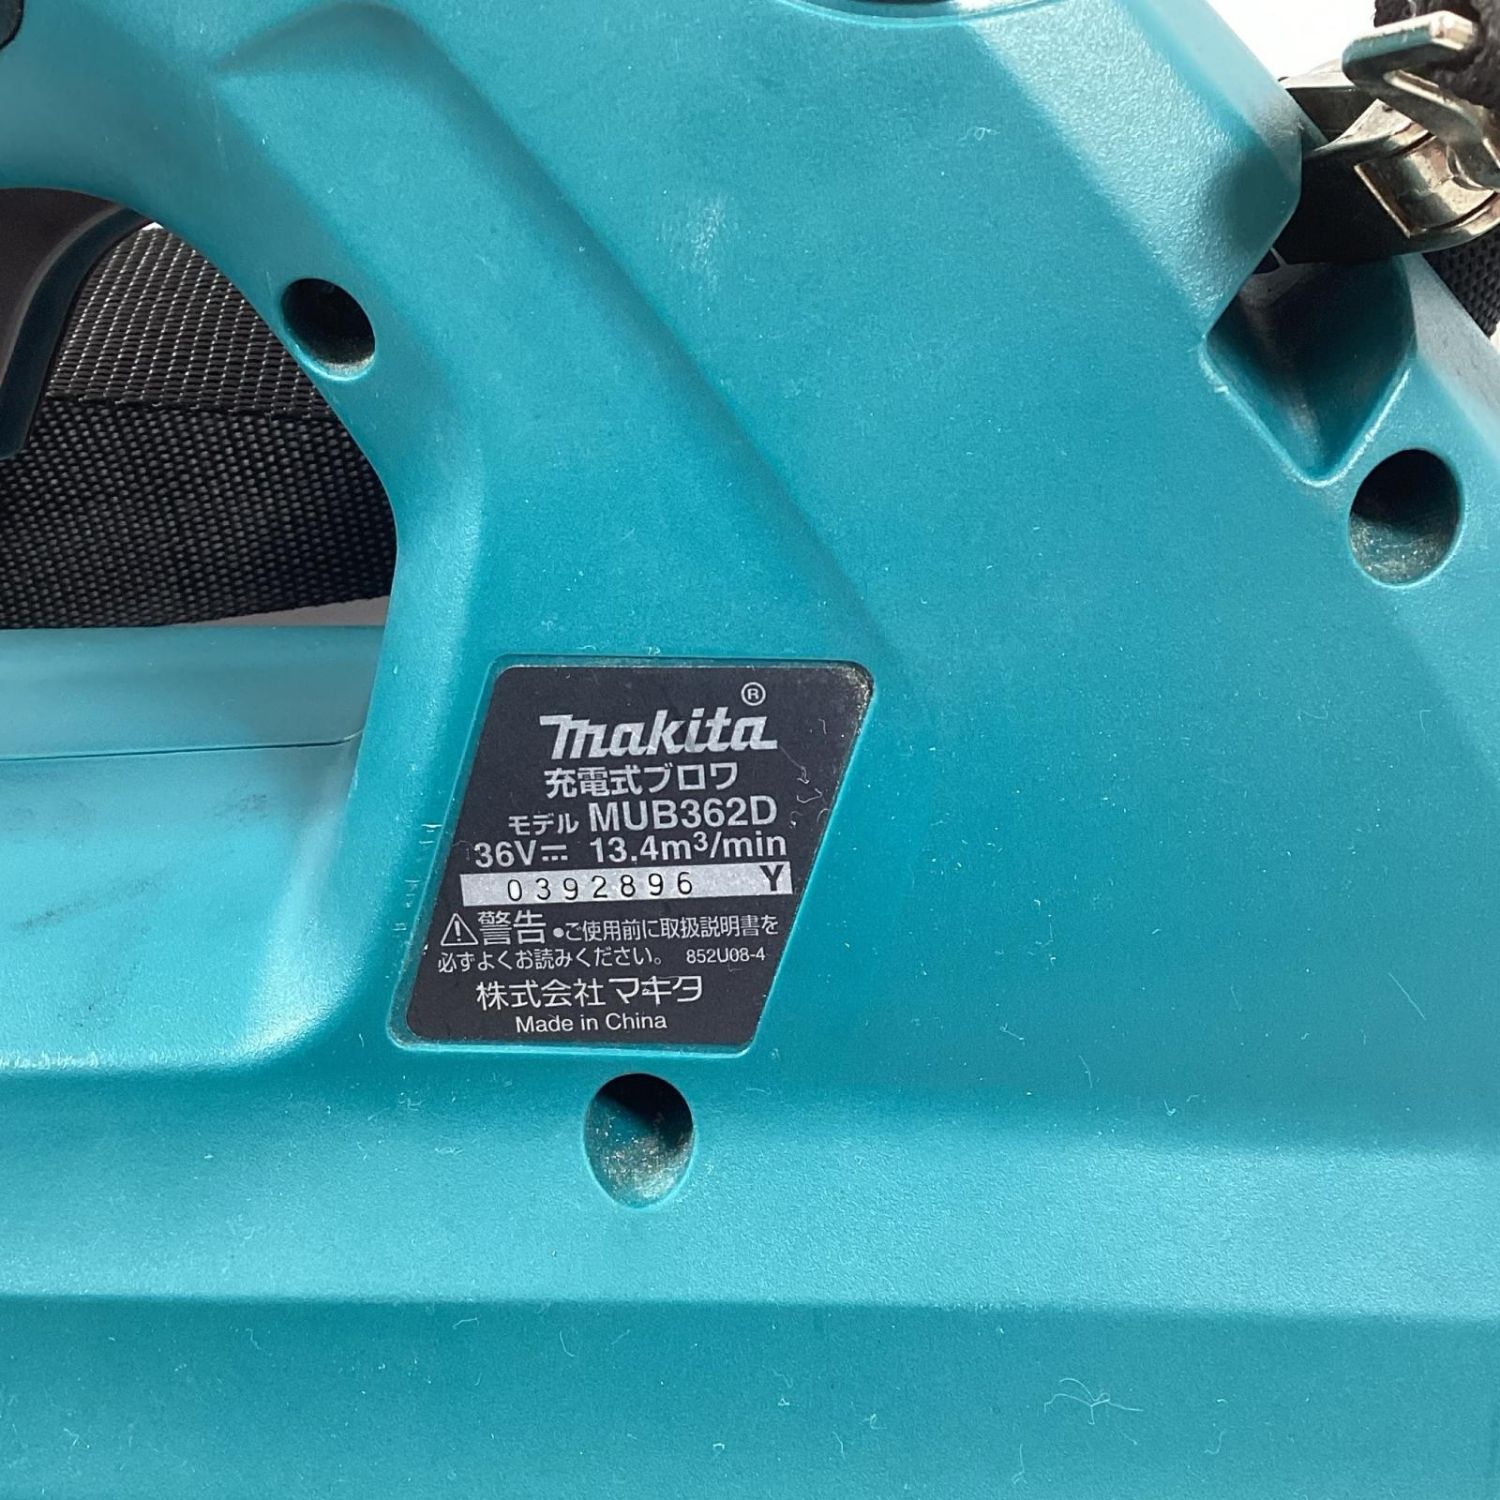 makita®
充電式ブロワ
モデル MUB362D
36V⎓ 13.4m³/min
0392896 Y
⚠警告 •ご使用前に取扱説明書を
必ずよくお読みください。 852U08-4
株式会社マキタ
Made in China